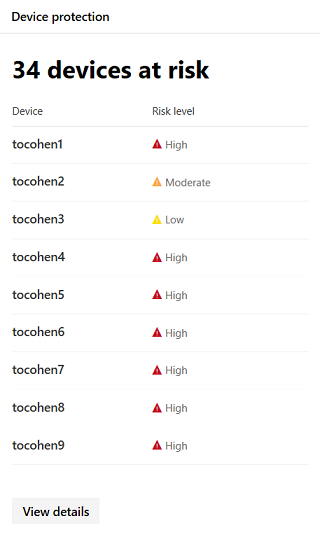 Device protection
34 devices at risk
Device Risk level
tocohen1 High
tocohen2 Moderate
tocohen3 Low
tocohen4 High
tocohen5 High
tocohen6 High
tocohen7 High
tocohen8 High
tocohen9 High
View details